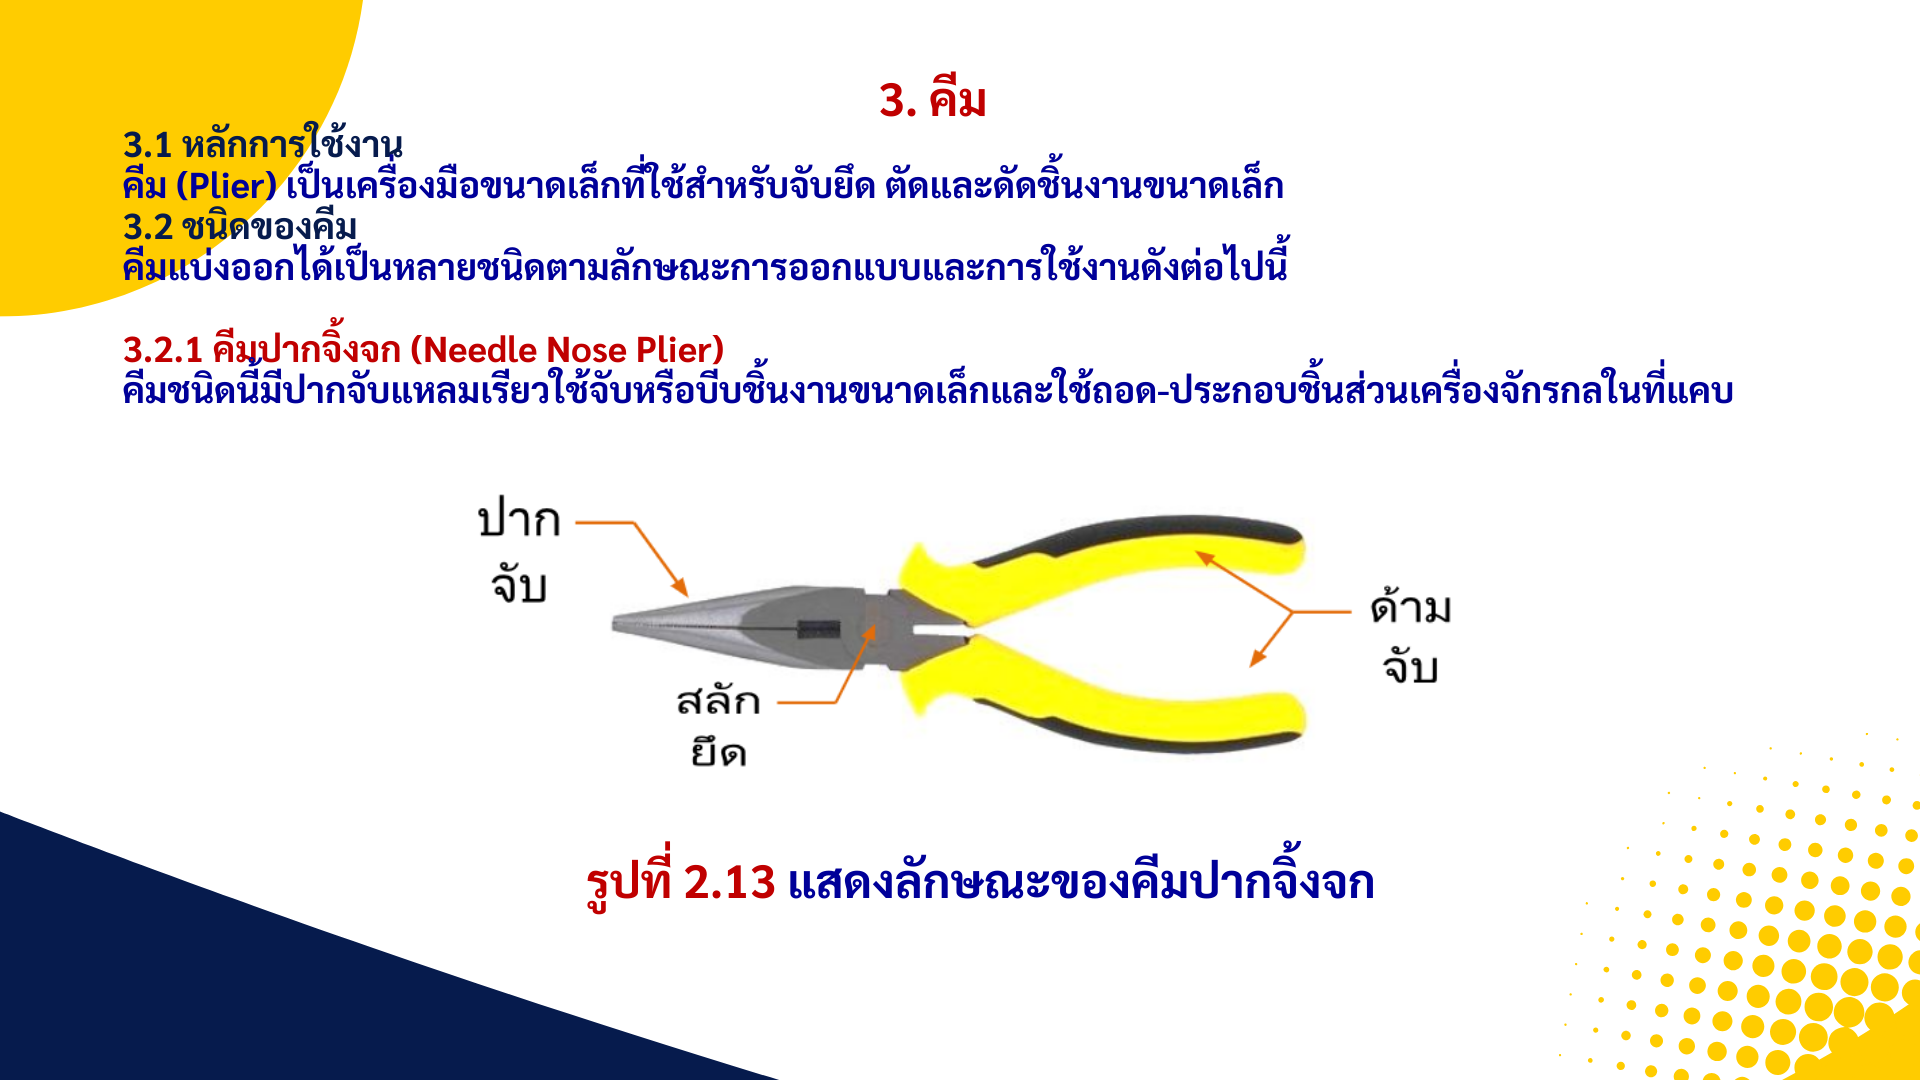 3. คีม
3.1 หลักการใช้งาน
คีม (Plier) เป็นเครื่องมือขนาดเล็กที่ใช้สำหรับจับยึด ตัดและดัดชิ้นงานขนาดเล็ก
3.2 ชนิดของคีม
คีมแบ่งออกได้เป็นหลายชนิดตามลักษณะการออกแบบและการใช้งานดังต่อไปนี้
3.2.1 คีมปากจิ้งจก (Needle Nose Plier)
คีมชนิดนี้มีปากจับแหลมเรียวใช้จับหรือบีบชิ้นงานขนาดเล็กและใช้ถอด-ประกอบชิ้นส่วนเครื่องจักรกลในที่แคบ
ปาก
จับ
ด้าม
จับ
สลัก
ยึด
รูปที่ 2.13 แสดงลักษณะของคีมปากจิ้งจก